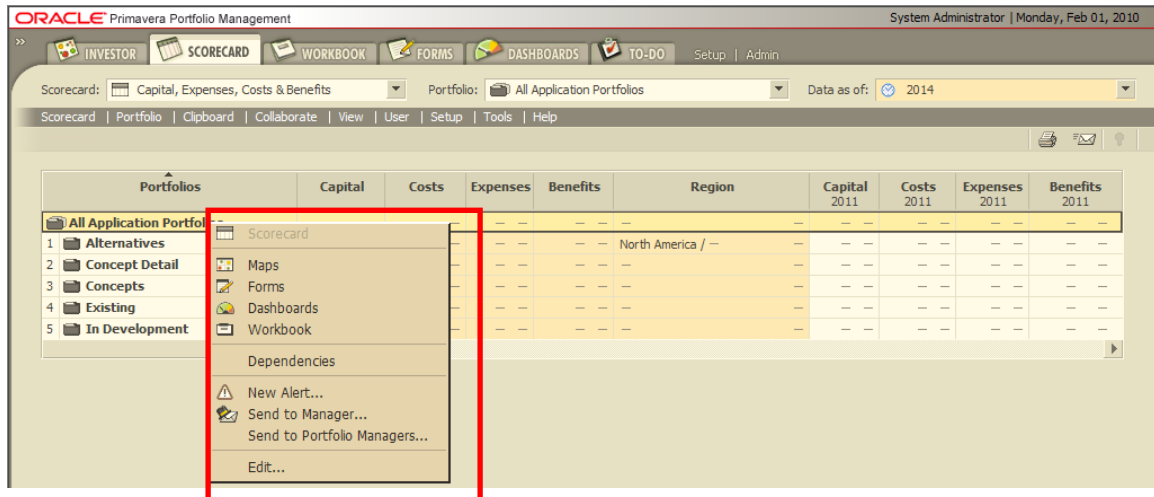 ORACLE Primavera Portfolio Management System Administrator | Monday, Feb 01, 2010
» INVESTOR SCORECARD WORKBOOK FORMS DASHBOARDS TO-DO Setup | Admin
Scorecard: Capital, Expenses, Costs & Benefits Portfolio: All Application Portfolios Data as of: 2014
Scorecard | Portfolio | Clipboard | Collaborate | View | User | Setup | Tools | Help
Portfolios Capital Costs Expenses Benefits Region Capital Costs Expenses Benefits
2011 2011 2011 2011
All Application Portfolios — — — — — — — — — — — — — — —
1 Alternatives — — — — — North America / — — — — — — — — — —
2 Concept Detail — — — — — — — — — — — — — — —
3 Concepts — — — — — — — — — — — — — — —
4 Existing — — — — — — — — — — — — — — —
5 In Development — — — — — — — — — — — — — — —
Scorecard
Maps
Forms
Dashboards
Workbook
Dependencies
New Alert...
Send to Manager...
Send to Portfolio Managers...
Edit...